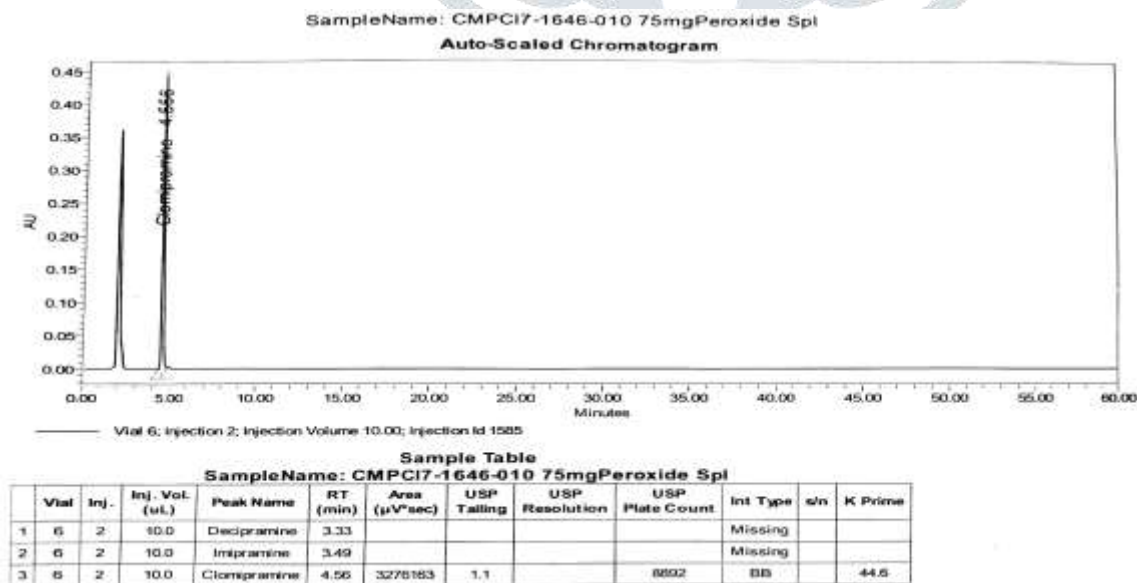 SampleName: CMPCI7-1646-010 75mgPeroxide Spl
Auto-Scaled Chromatogram
0.45
0.40
0.35
0.30
0.25
0.20
0.15
0.10
0.05
0.00
AU
Clomipramine - 4.556
0.00 5.00 10.00 15.00 20.00 25.00 30.00 35.00 40.00 45.00 50.00 55.00 60.00
Minutes
Vial 6; Injection 2; Injection Volume 10.00; Injection Id 1585
Sample Table
SampleName: CMPCI7-1646-010 75mgPeroxide Spl
Vial Inj. Inj. Vol. (uL) Peak Name RT (min) Area (µV*sec) USP Tailing USP Resolution USP Plate Count Int Type s/n K Prime
1 6 2 10.0 Decipramine 3.33 Missing
2 6 2 10.0 Imipramine 3.49 Missing
3 6 2 10.0 Clomipramine 4.56 1.1 BB 44.6